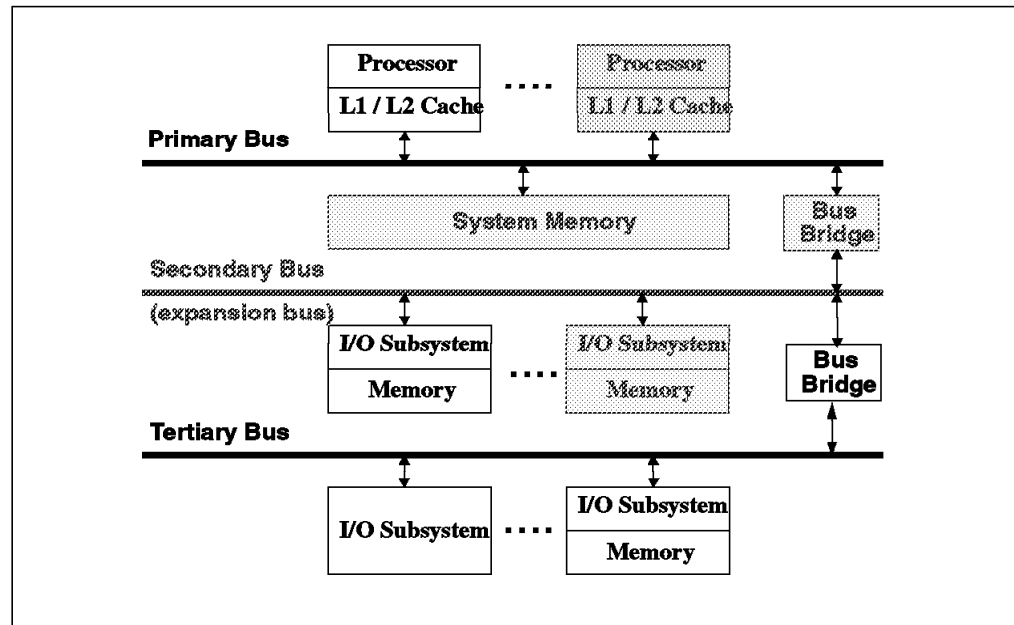 Processor
L1 / L2 Cache
....
Processor
L1 / L2 Cache
Primary Bus
System Memory
Bus
Bridge
Secondary Bus
(expansion bus)
I/O Subsystem
Memory
....
I/O Subsystem
Memory
Bus
Bridge
Tertiary Bus
I/O Subsystem
....
I/O Subsystem
Memory